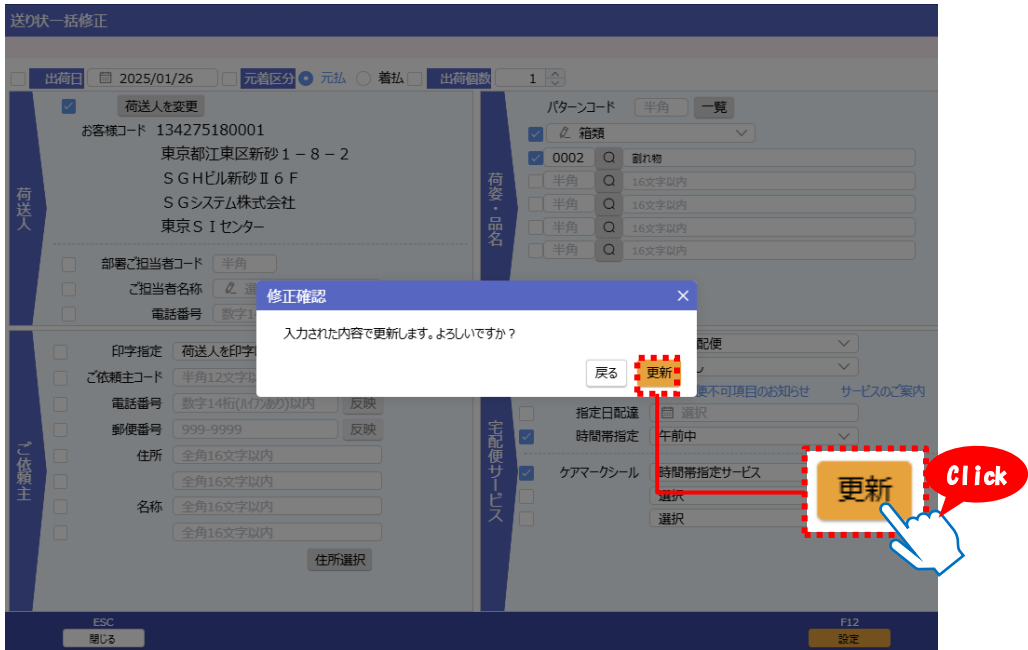 送り状一括修正
出荷日 2025/01/26 元着区分 元払 着払 出荷個数 1
荷送人
荷送人を変更
お客様コード 134275180001
東京都江東区新砂１－８－２
ＳＧＨビル新砂Ⅱ６Ｆ
ＳＧシステム株式会社
東京ＳＩセンター
部署ご担当者コード 半角
ご担当者名称 選
電話番号 数字1
荷姿・品名
パターンコード 半角 一覧
箱類
0002 割れ物
半角 16文字以内
半角 16文字以内
半角 16文字以内
半角 16文字以内
修正確認 ×
入力された内容で更新します。よろしいですか？
戻る 更新
ご依頼主
印字指定 荷送人を印字
ご依頼主コード 半角12文字以
電話番号 数字14桁(ハイフンあり)以内 反映
郵便番号 999-9999 反映
住所 全角16文字以内
全角16文字以内
名称 全角16文字以内
全角16文字以内
住所選択
宅配便サービス
配便
便不可項目のお知らせ サービスのご案内
指定日配達 選択
時間帯指定 午前中
ケアマークシール 時間帯指定サービス
選択
選択
更新
Click
ESC
閉じる
F12
設定